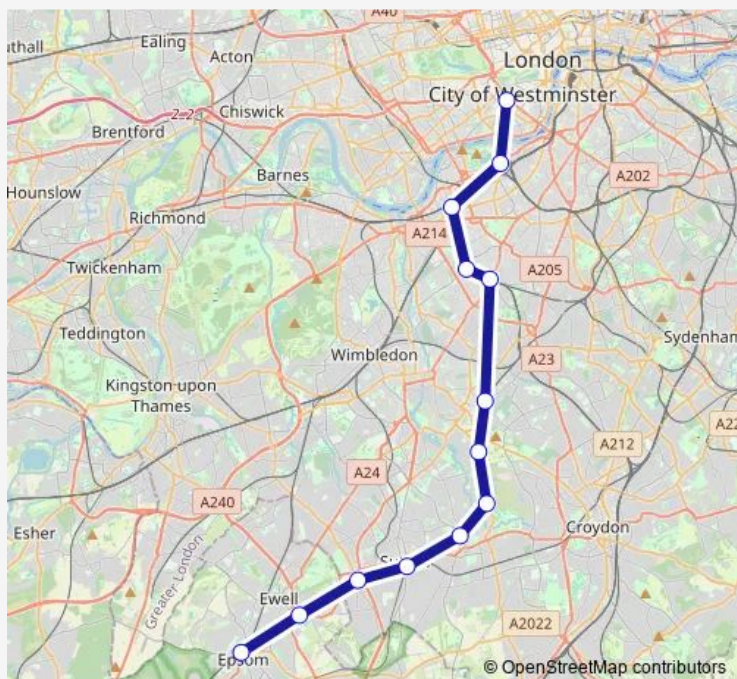 A40
Ealing
Acton
London
City of Westminster
Chiswick
Brentford
Barnes
A202
Hounslow
Richmond
A214
Twickenham
A205
Teddington
Wimbledon
Sydenham
A23
Kingston upon
Thames
A24
A212
A240
Esher
Croydon
Greater London
Ewell
A2022
Epsom
© OpenStreetMap contributors